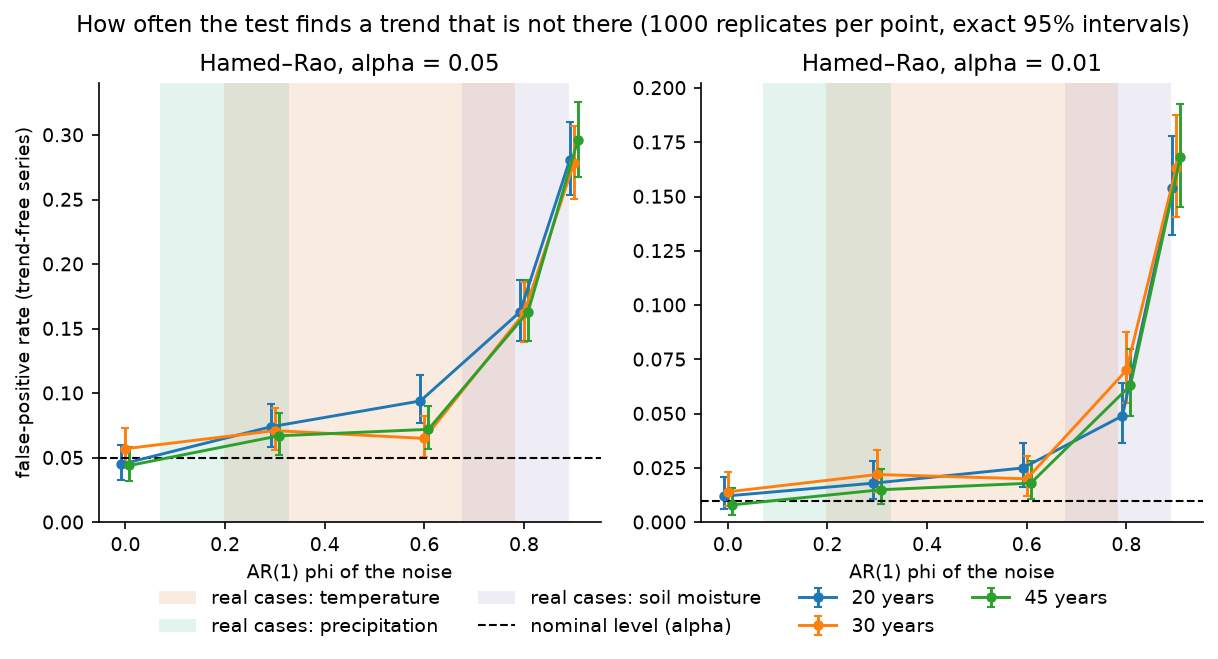 How often the test finds a trend that is not there (1000 replicates per point, exact 95% intervals)
Hamed–Rao, alpha = 0.05
Hamed–Rao, alpha = 0.01
false-positive rate (trend-free series)
0.30
0.25
0.20
0.15
0.10
0.05
0.00
0.0 0.2 0.4 0.6 0.8
AR(1) phi of the noise
0.200
0.175
0.150
0.125
0.100
0.075
0.050
0.025
0.000
0.0 0.2 0.4 0.6 0.8
AR(1) phi of the noise
real cases: temperature
real cases: precipitation
real cases: soil moisture
nominal level (alpha)
20 years
30 years
45 years